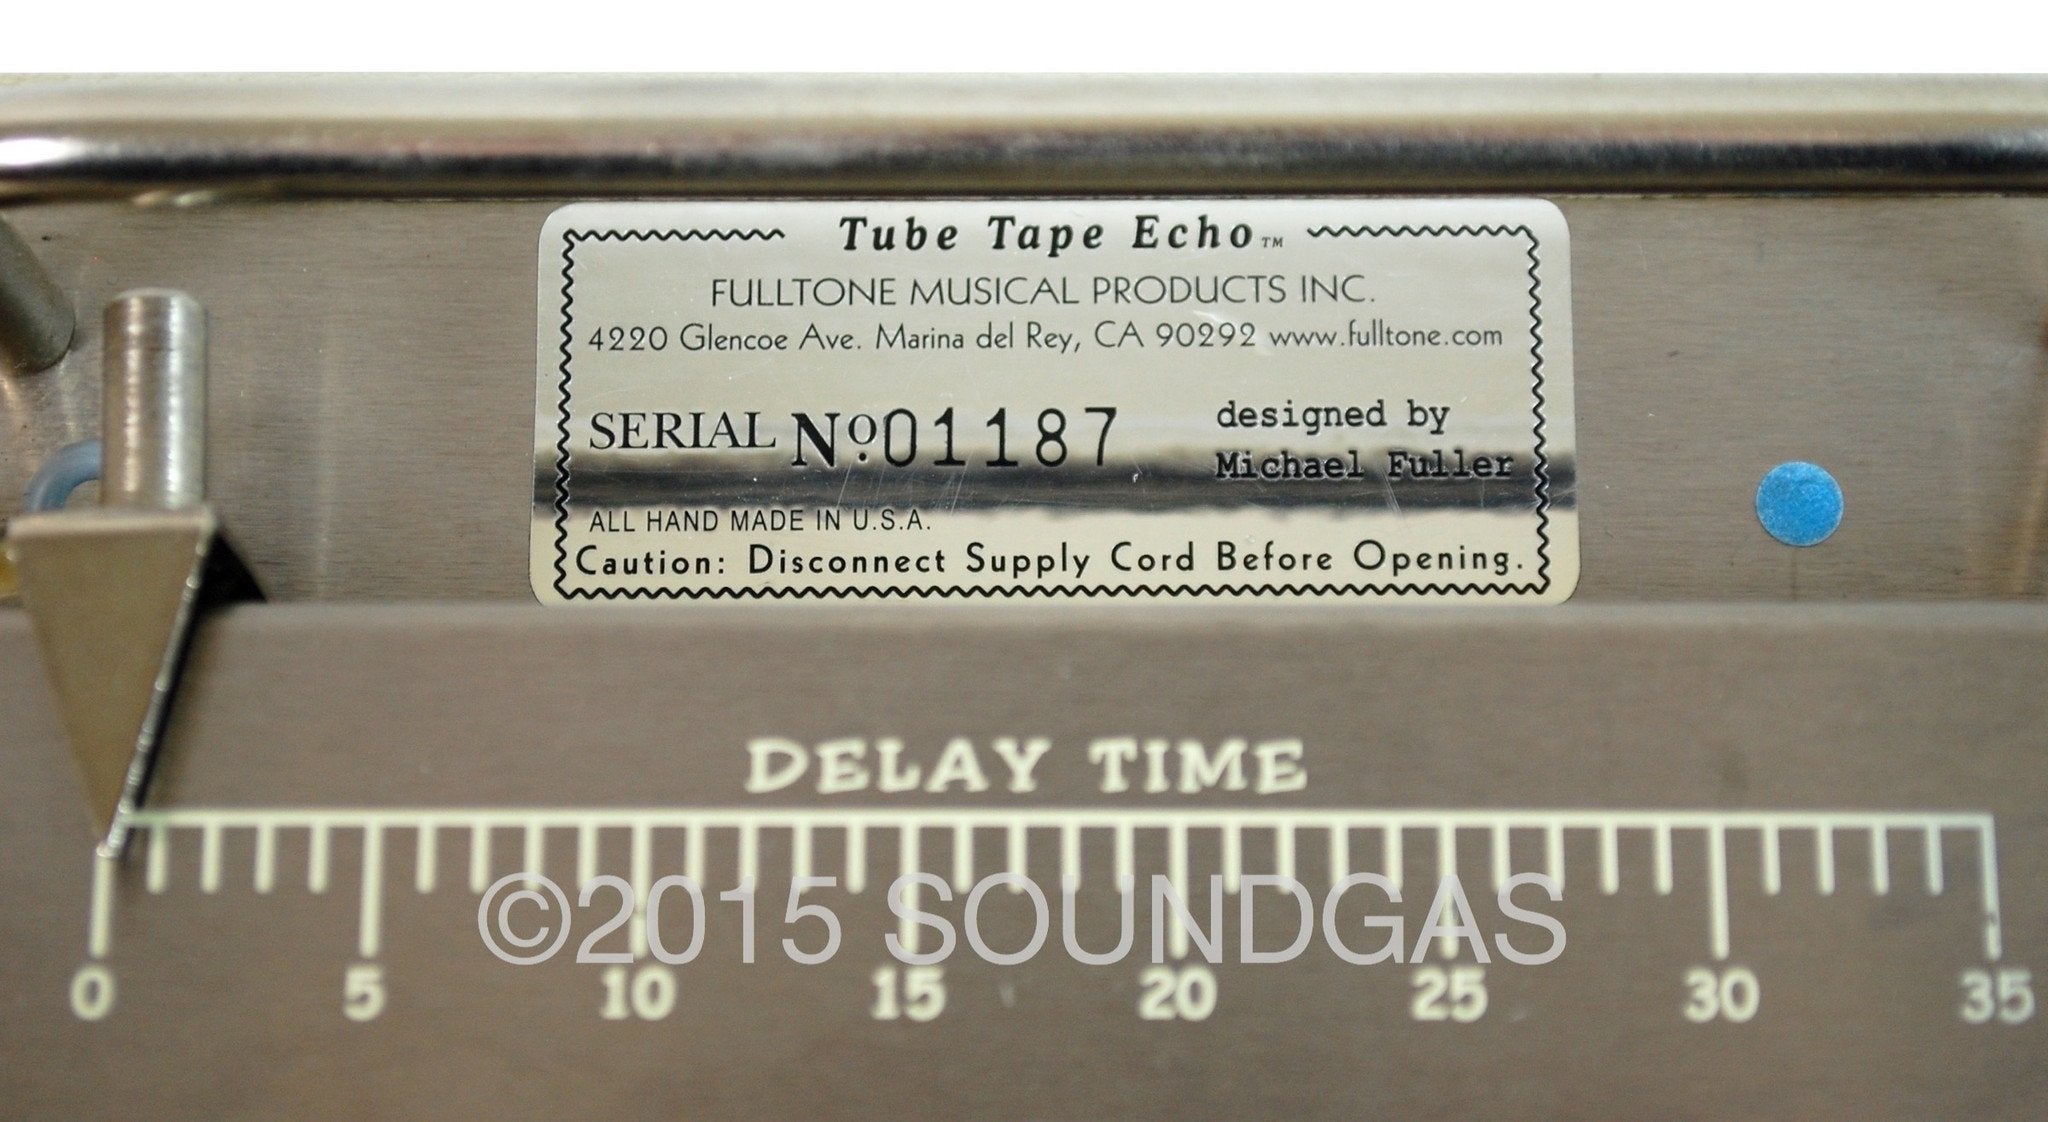 Tube Tape Echo™
FULLTONE MUSICAL PRODUCTS INC.
4220 Glencoe Ave. Marina del Rey, CA 90292 www.fulltone.com
SERIAL No. 01187
designed by
Michael Fuller
ALL HAND MADE IN U.S.A.
Caution: Disconnect Supply Cord Before Opening.
DELAY TIME
©2015 SOUNDGAS
0 5 10 15 20 25 30 35